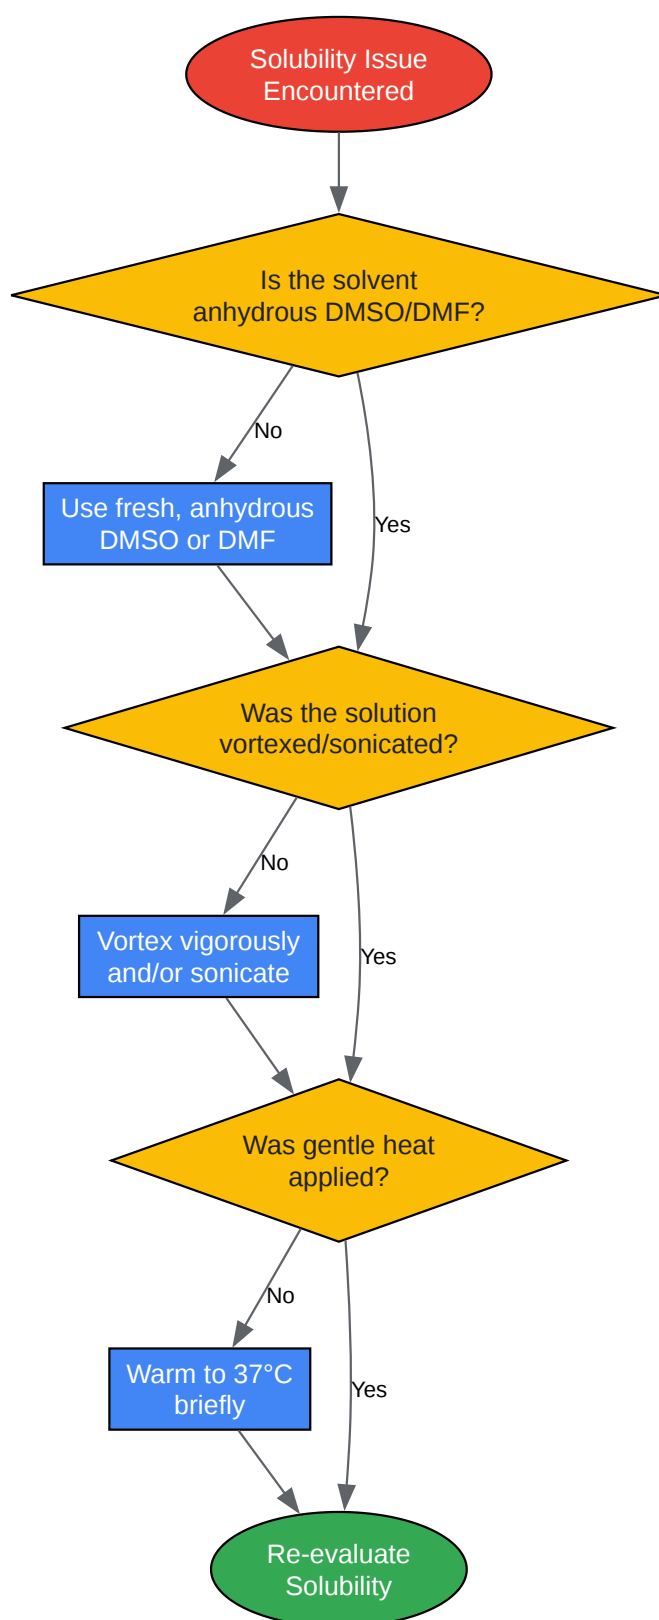 Solubility Issue
Encountered
Is the solvent
anhydrous DMSO/DMF?
No
Use fresh, anhydrous
DMSO or DMF
Yes
Was the solution
vortexed/sonicated?
No
Vortex vigorously
and/or sonicate
Yes
Was gentle heat
applied?
No
Warm to 37°C
briefly
Yes
Re-evaluate
Solubility